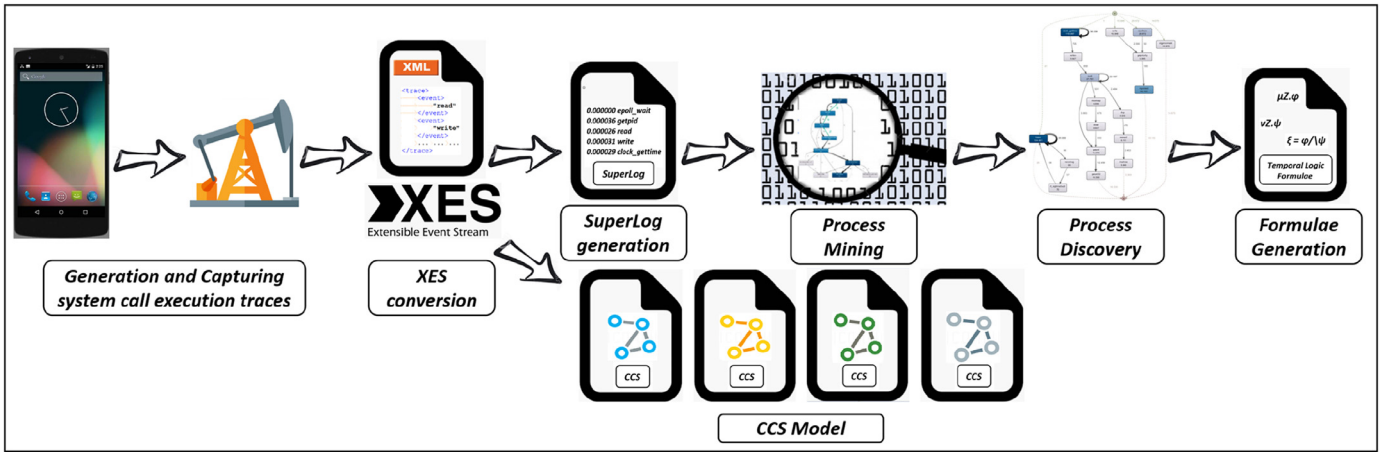 XML
<trace>
<event>
"read"
</event>
<event>
"write"
</event>
... ... ...
</trace>
XES
Extensible Event Stream
0.000000 epoll_wait
0.000036 getpid
0.000026 read
0.000031 write
0.000029 clock_gettime
SuperLog
μZ.φ
νZ.ψ
ξ = φ/\ψ
Temporal Logic
Formulae
Generation and Capturing
system call execution traces
XES
conversion
SuperLog
generation
Process
Mining
Process
Discovery
Formulae
Generation
CCS
CCS
CCS
CCS
CCS Model